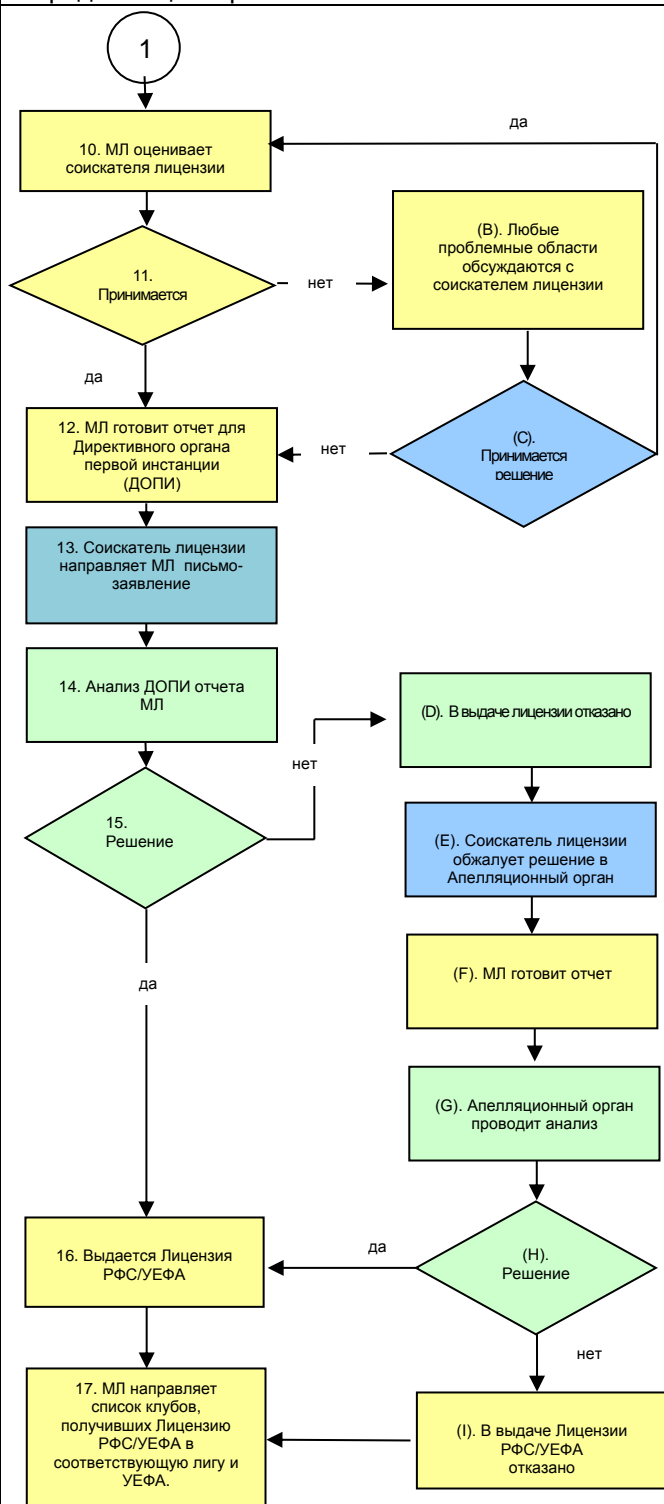 1
10. МЛ оценивает
соискателя лицензии
да
11.
Принимается
нет
(B). Любые
проблемные области
обсуждаются с
соискателем лицензии
да
12. МЛ готовит отчет для
Директивного органа
первой инстанции
(ДОПИ)
нет
(C).
Принимается
решение
13. Соискатель лицензии
направляет МЛ письмо-
заявление
14. Анализ ДОПИ отчета
МЛ
нет
(D). В выдаче лицензии отказано
15.
Решение
(E). Соискатель лицензии
обжалует решение в
Апелляционный орган
да
(F). МЛ готовит отчет
(G). Апелляционный орган
проводит анализ
16. Выдается Лицензия
РФС/УЕФА
да
(H).
Решение
нет
17. МЛ направляет
список клубов,
получивших Лицензию
РФС/УЕФА в
соответствующую лигу и
УЕФА.
(I). В выдаче Лицензии
РФС/УЕФА
отказано